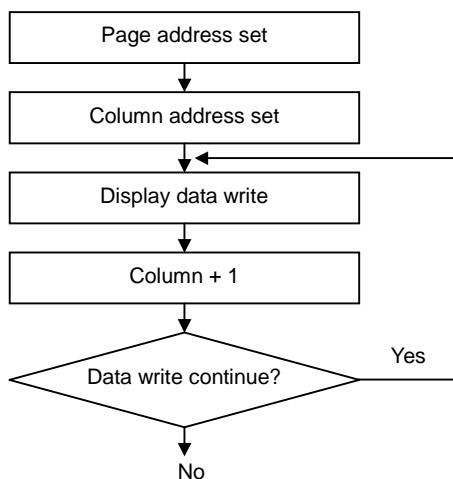 Page address set
Column address set
Display data write
Column + 1
Data write continue?
Yes
No